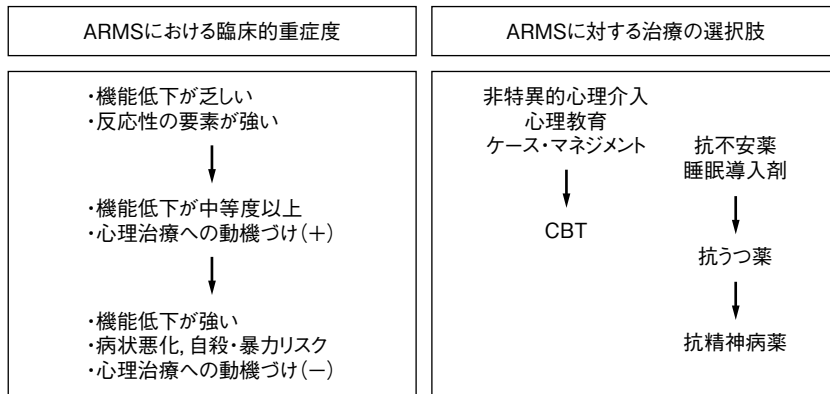 ARMSにおける臨床的重症度
ARMSに対する治療の選択肢
・機能低下が乏しい
・反応性の要素が強い
・機能低下が中等度以上
・心理治療への動機づけ(＋)
・機能低下が強い
・病状悪化, 自殺・暴力リスク
・心理治療への動機づけ(－)
非特異的心理介入
心理教育
ケース・マネジメント
CBT
抗不安薬
睡眠導入剤
抗うつ薬
抗精神病薬